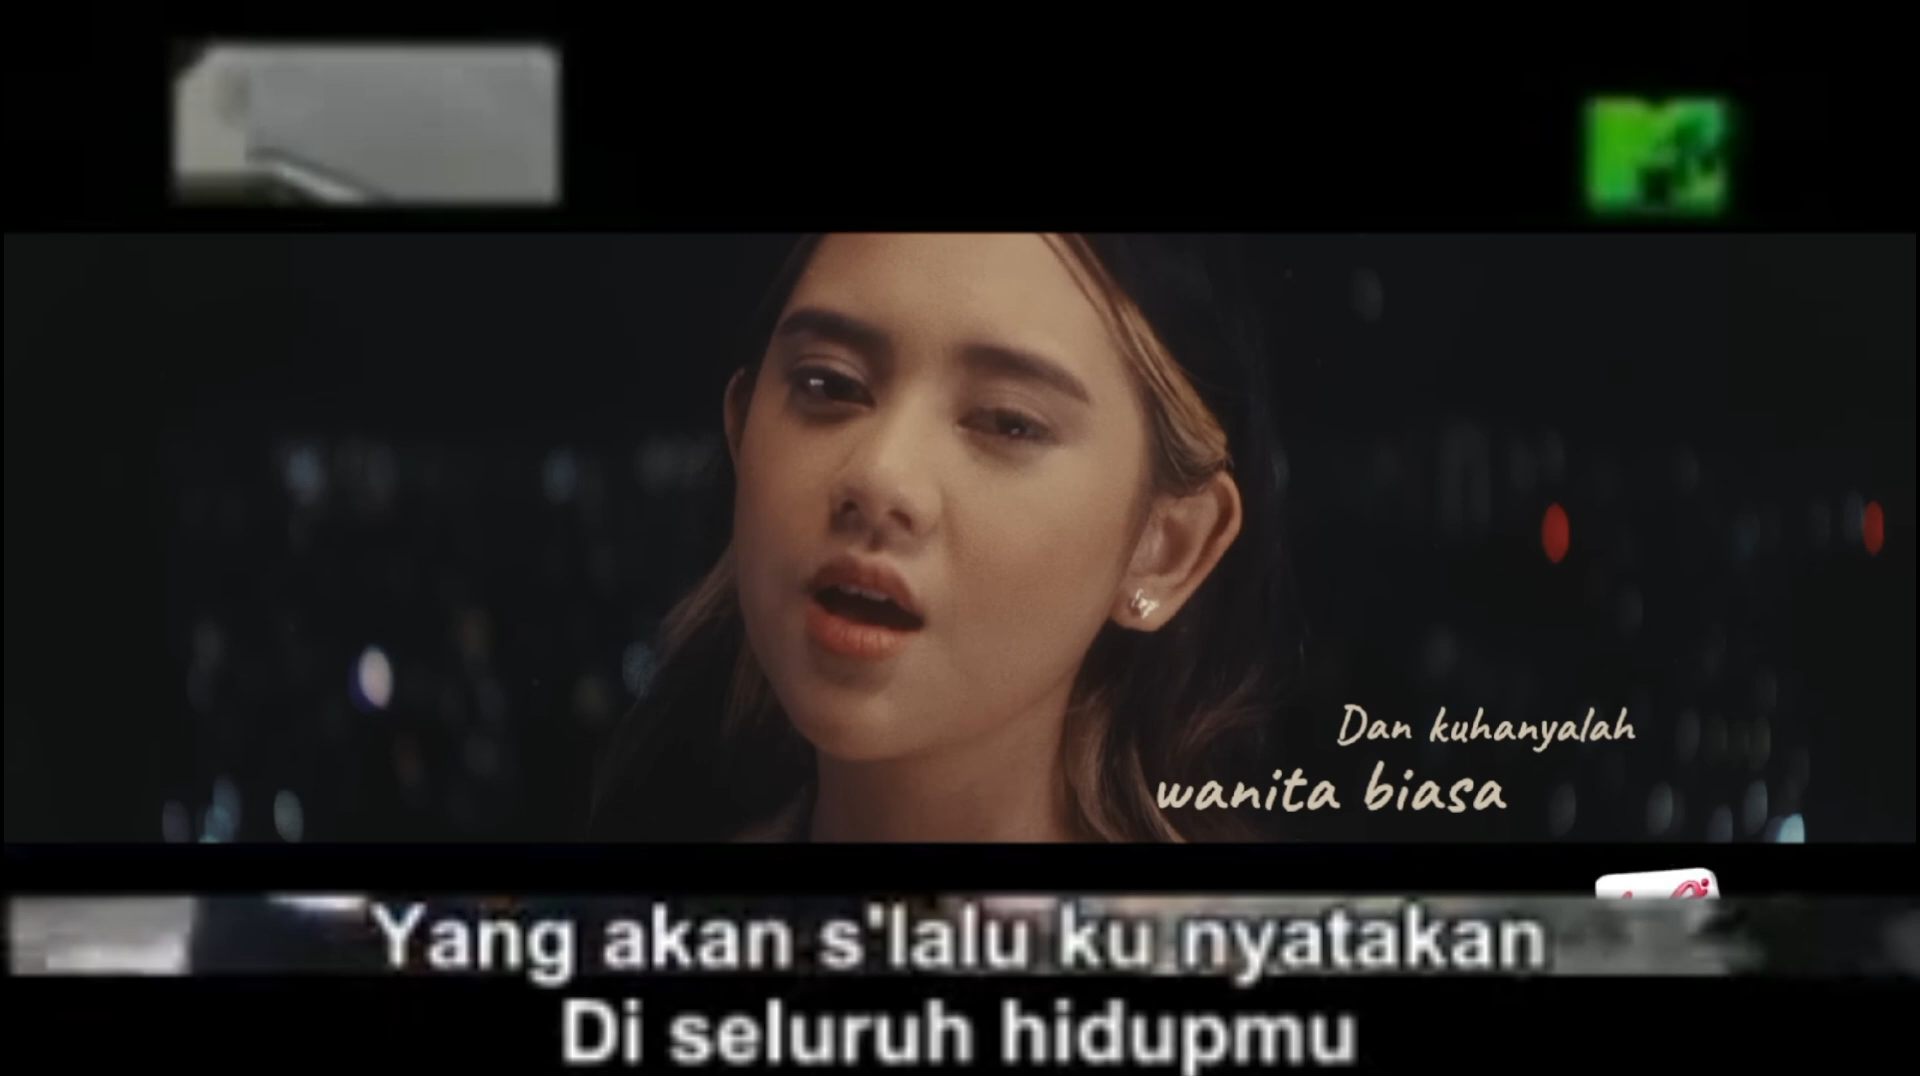 Dan kuhanyalah
wanita biasa
Yang akan s'lalu ku nyatakan
Di seluruh hidupmu